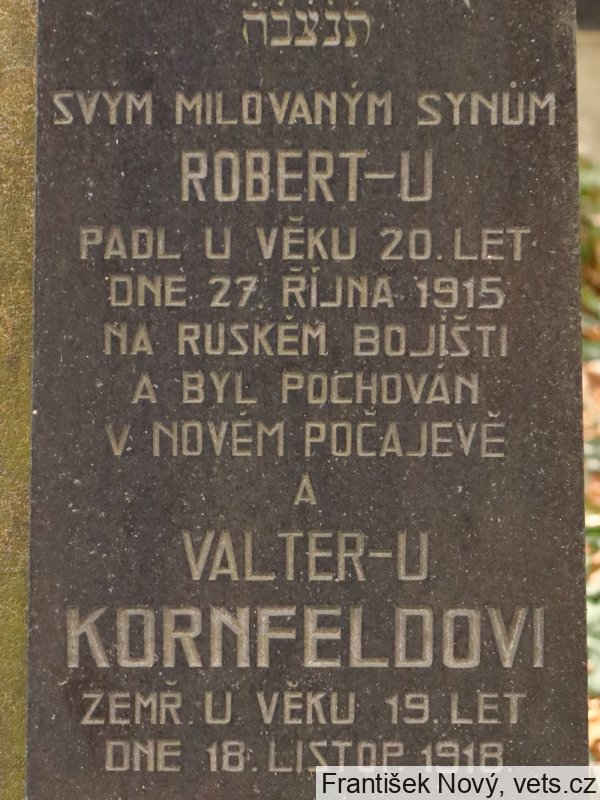 תנצבה
SVÝM MILOVANÝM SYNŮM
ROBERT-U
PADL U VĚKU 20. LET
DNE 27. ŘÍJNA 1915
NA RUSKÉM BOJÍŠTI
A BYL POCHOVÁN
V NOVÉM POČAJEVĚ
A
VALTER-U
KORNFELDOVI
ZEMŘ. U VĚKU 19. LET
DNE 18. LISTOP. 1918.
František Nový, vets.cz